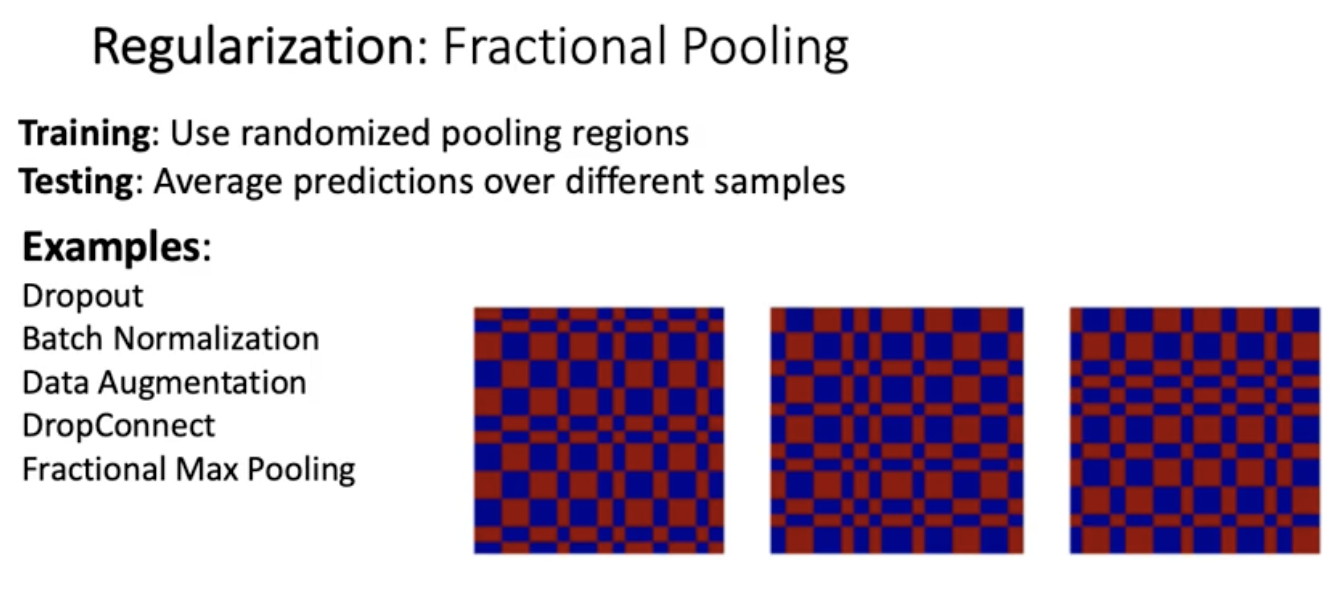 Regularization: Fractional Pooling
Training: Use randomized pooling regions
Testing: Average predictions over different samples
Examples:
Dropout
Batch Normalization
Data Augmentation
DropConnect
Fractional Max Pooling